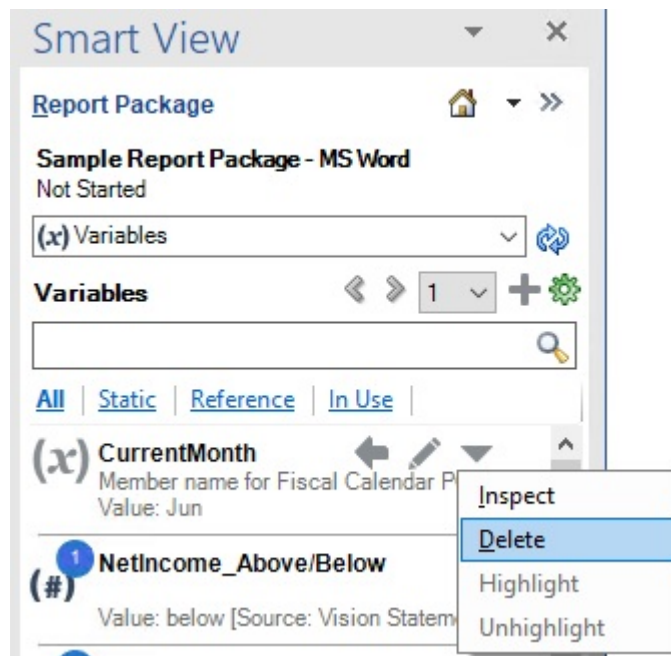 Smart View
Report Package
Sample Report Package - MS Word
Not Started
(x) Variables
Variables
1
All | Static | Reference | In Use |
(x) CurrentMonth
Member name for Fiscal Calendar P
Value: Jun
Inspect
Delete
Highlight
Unhighlight
1
(#) NetIncome_Above/Below
Value: below [Source: Vision Statem